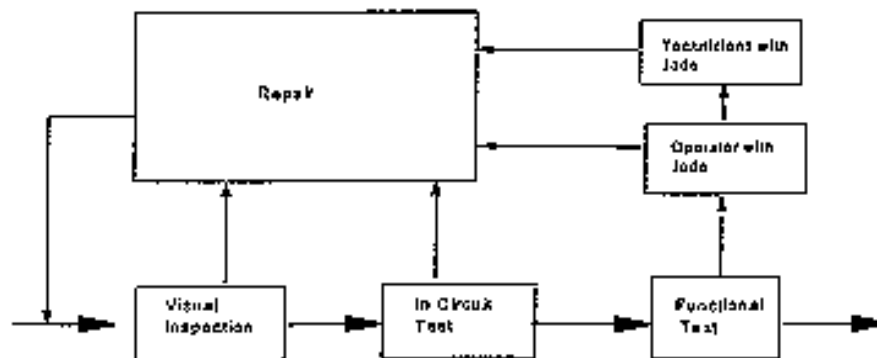 Technicians with
Jade
Repair
Operator with
Jade
Visual
Inspection
In Circuit
Test
Functional
Test